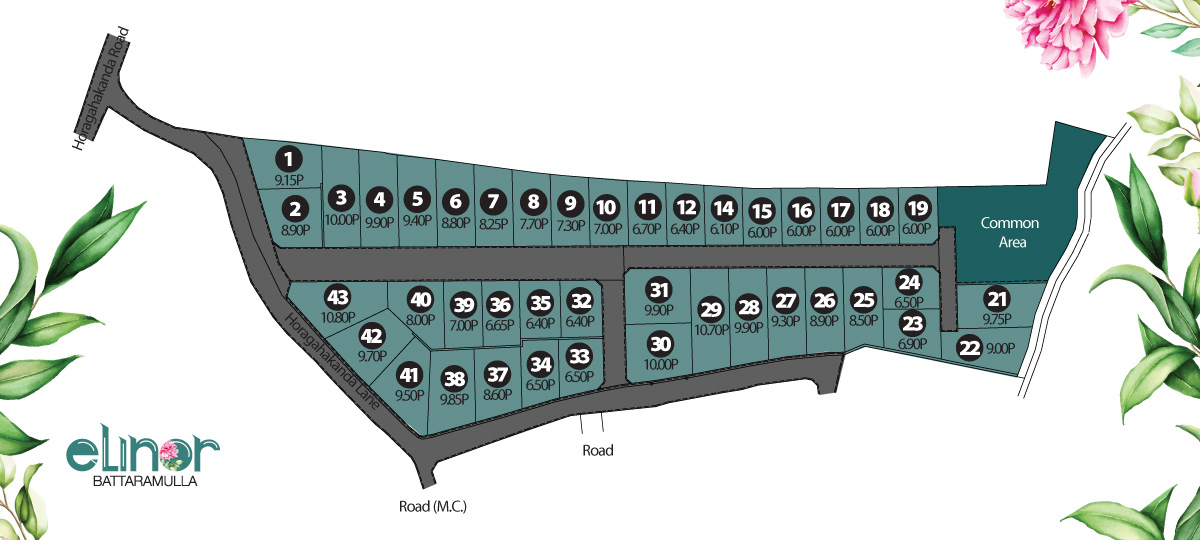 Horagahakanda Road
1
9.15P
2
8.90P
3
10.00P
4
9.90P
5
9.40P
6
8.80P
7
8.25P
8
7.70P
9
7.30P
10
7.00P
11
6.70P
12
6.40P
14
6.10P
15
6.00P
16
6.00P
17
6.00P
18
6.00P
19
6.00P
Common
Area
43
10.80P
42
9.70P
41
9.50P
40
8.00P
39
7.00P
36
6.65P
35
6.40P
32
6.40P
38
9.85P
37
8.60P
34
6.50P
33
6.50P
31
9.90P
30
10.00P
29
10.70P
28
9.90P
27
9.30P
26
8.90P
25
8.50P
24
6.50P
23
6.90P
21
9.75P
22
9.00P
Horagahakanda Lane
Road
Road (M.C.)
elinor
BATTARAMULLA